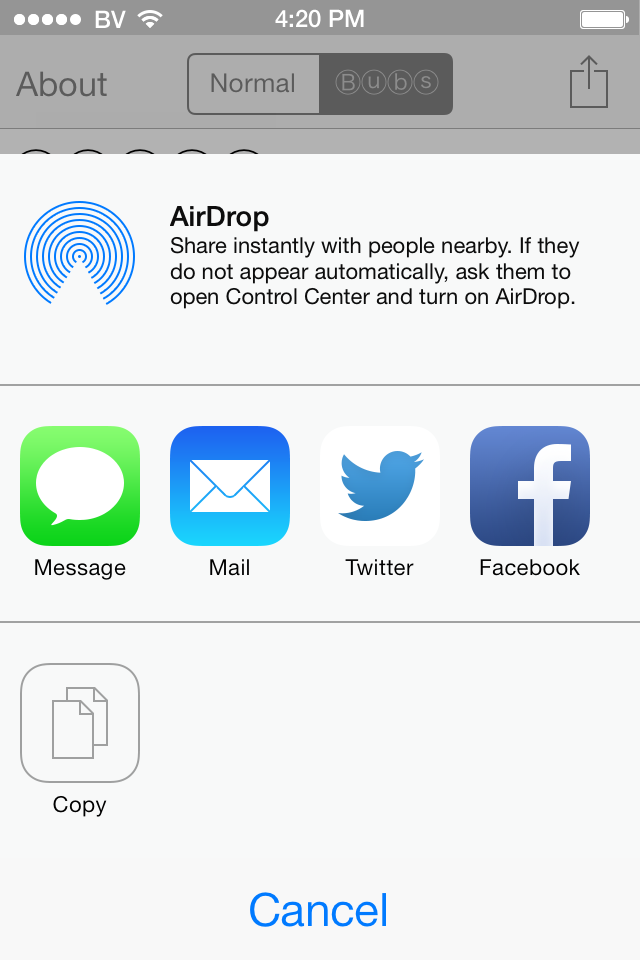 BV 4:20 PM
About Normal Ⓑⓤⓑⓢ
AirDrop
Share instantly with people nearby. If they
do not appear automatically, ask them to
open Control Center and turn on AirDrop.
Message Mail Twitter Facebook
Copy
Cancel